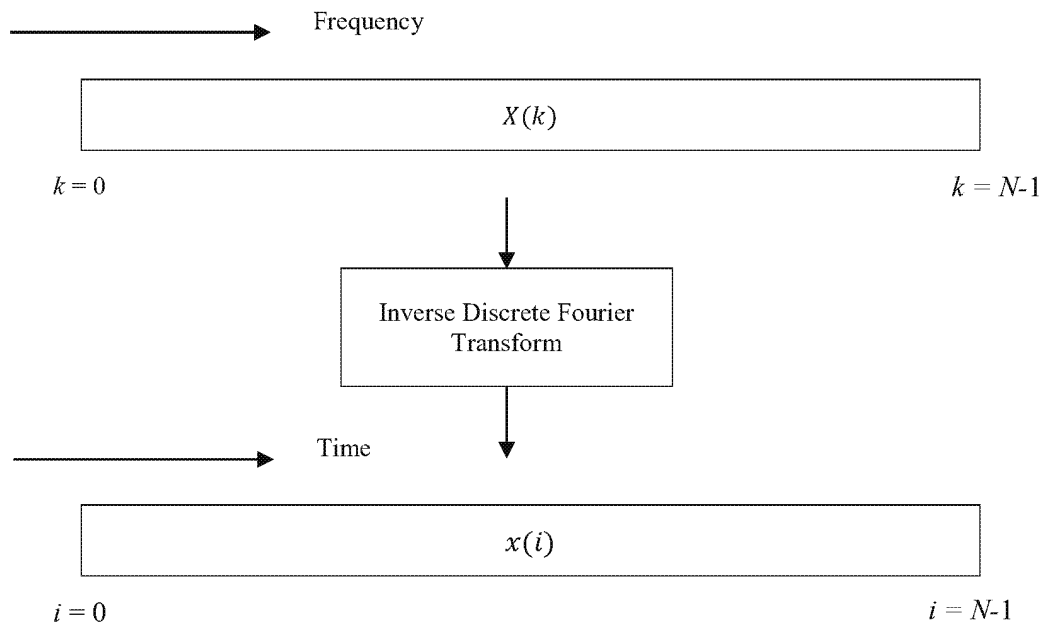 Frequency
X(k)
k = 0
k = N-1
Inverse Discrete Fourier
Transform
Time
x(i)
i = 0
i = N-1